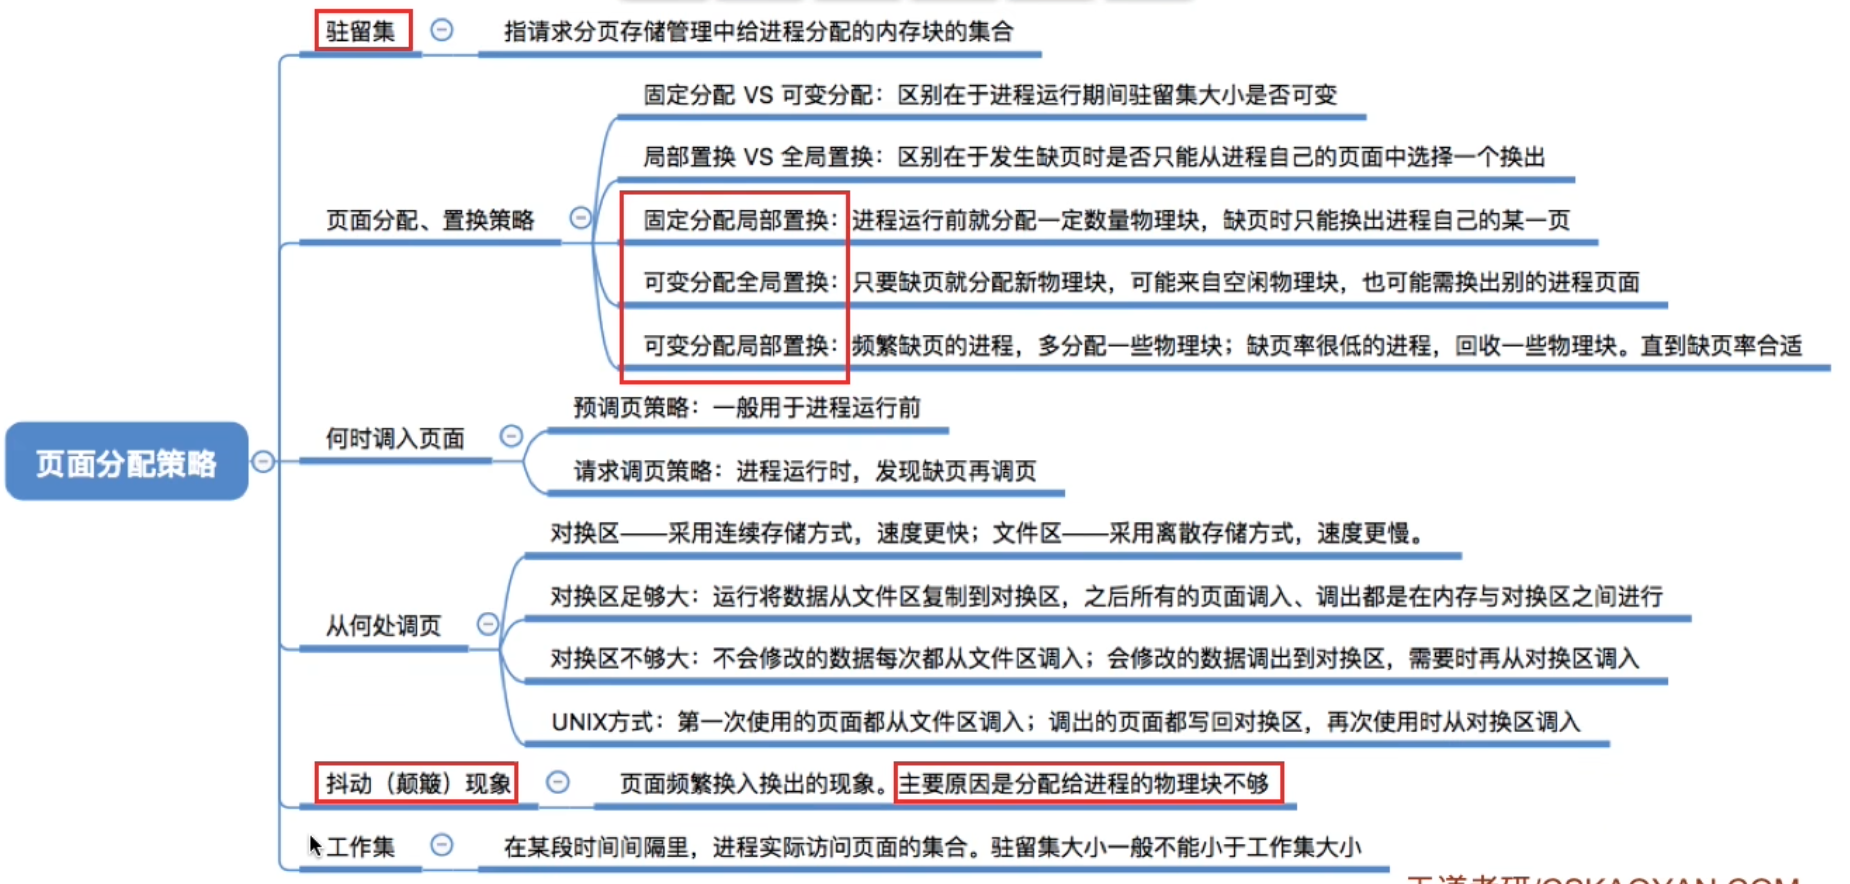 驻留集
指请求分页存储管理中给进程分配的内存块的集合
固定分配 VS 可变分配：区别在于进程运行期间驻留集大小是否可变
局部置换 VS 全局置换：区别在于发生缺页时是否只能从进程自己的页面中选择一个换出
页面分配、置换策略
固定分配局部置换：进程运行前就分配一定数量物理块，缺页时只能换出进程自己的某一页
可变分配全局置换：只要缺页就分配新物理块，可能来自空闲物理块，也可能需换出别的进程页面
可变分配局部置换：频繁缺页的进程，多分配一些物理块；缺页率很低的进程，回收一些物理块。直到缺页率合适
页面分配策略
何时调入页面
预调页策略：一般用于进程运行前
请求调页策略：进程运行时，发现缺页再调页
从何处调页
对换区——采用连续存储方式，速度更快；文件区——采用离散存储方式，速度更慢。
对换区足够大：运行将数据从文件区复制到对换区，之后所有的页面调入、调出都是在内存与对换区之间进行
对换区不够大：不会修改的数据每次都从文件区调入；会修改的数据调出到对换区，需要时再从对换区调入
UNIX方式：第一次使用的页面都从文件区调入；调出的页面都写回对换区，再次使用时从对换区调入
抖动（颠簸）现象
页面频繁换入换出的现象。主要原因是分配给进程的物理块不够
工作集
在某段时间间隔里，进程实际访问页面的集合。驻留集大小一般不能小于工作集大小
王道考研/CSKAOYAN.COM